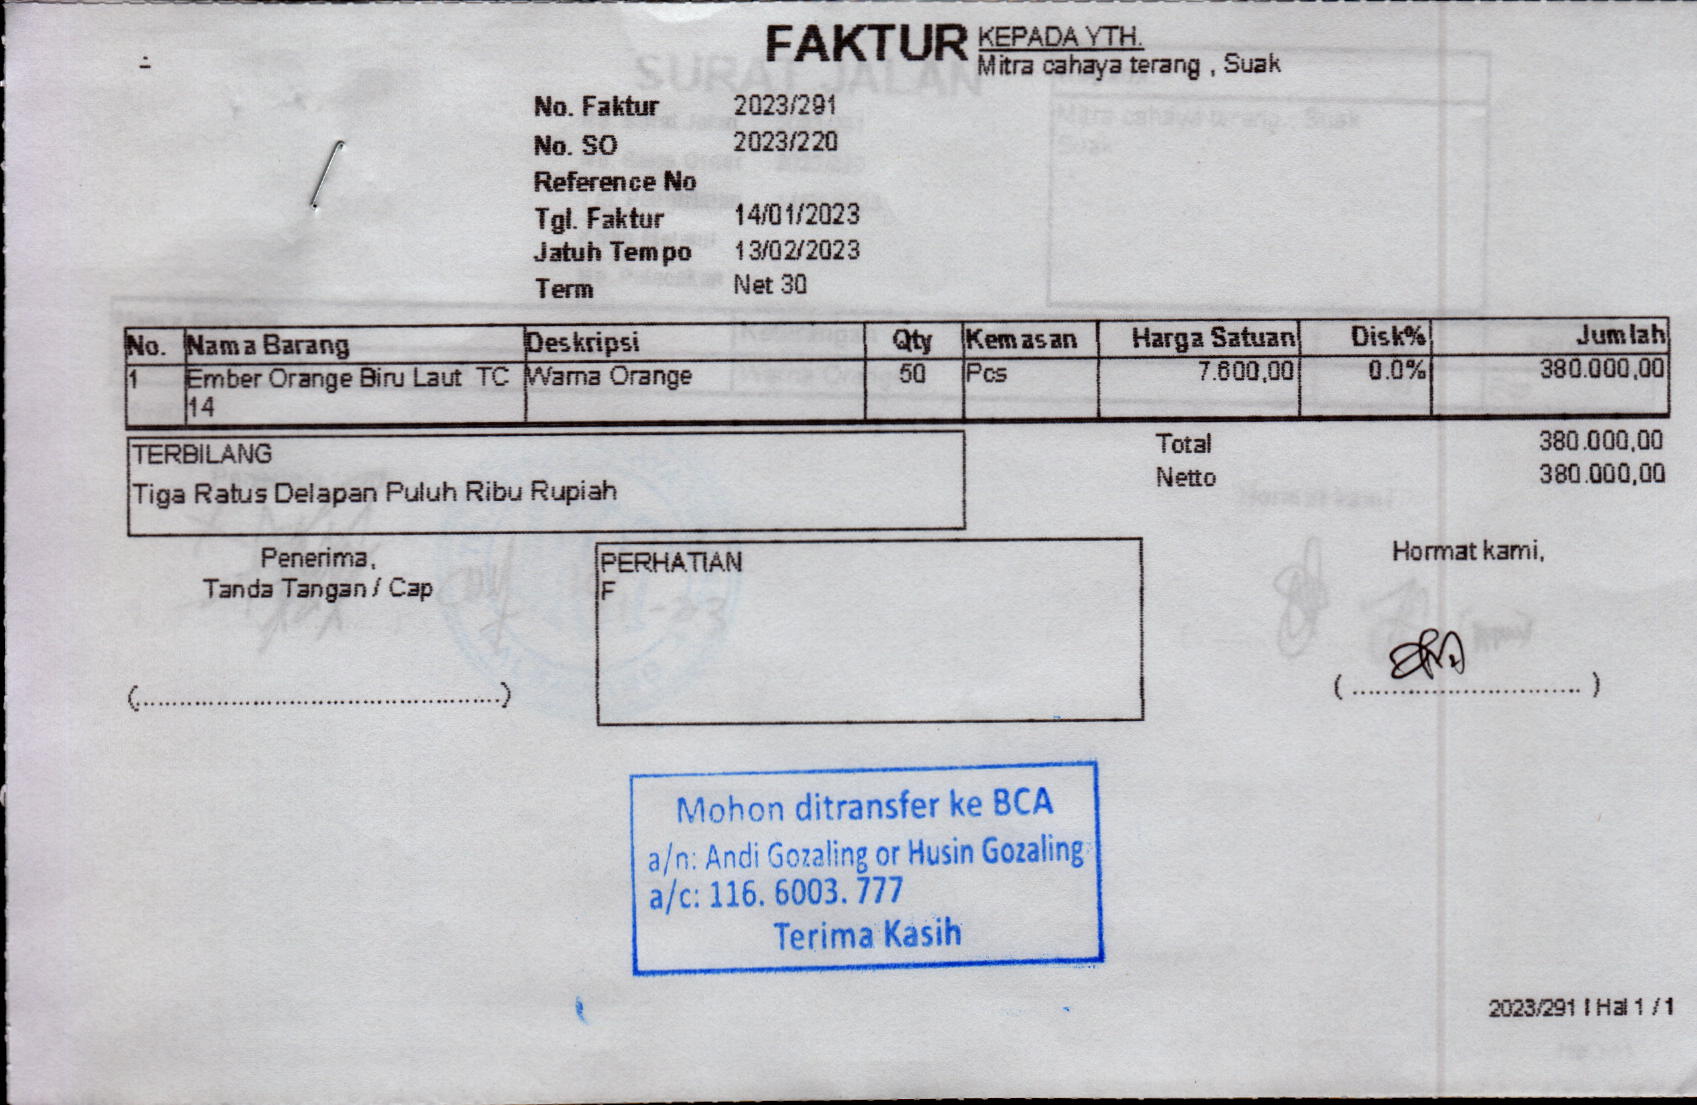 FAKTUR
KEPADA YTH.
Mitra cahaya terang , Suak
No. Faktur 2023/291
No. SO 2023/220
Reference No
Tgl. Faktur 14/01/2023
Jatuh Tempo 13/02/2023
Term Net 30
No. Nama Barang Deskripsi Qty Kemasan Harga Satuan Disk% Jumlah
1 Ember Orange Biru Laut TC Warna Orange 50 Pcs 7.600,00 0.0% 380.000,00
14
TERBILANG
Tiga Ratus Delapan Puluh Ribu Rupiah
Total 380.000,00
Netto 380.000,00
Penerima,
Tanda Tangan / Cap
(..............................................)
PERHATIAN
F
Hormat kami,
( ............................. )
Mohon ditransfer ke BCA
a/n: Andi Gozaling or Husin Gozaling
a/c: 116. 6003. 777
Terima Kasih
2023/291 I Hal 1 / 1